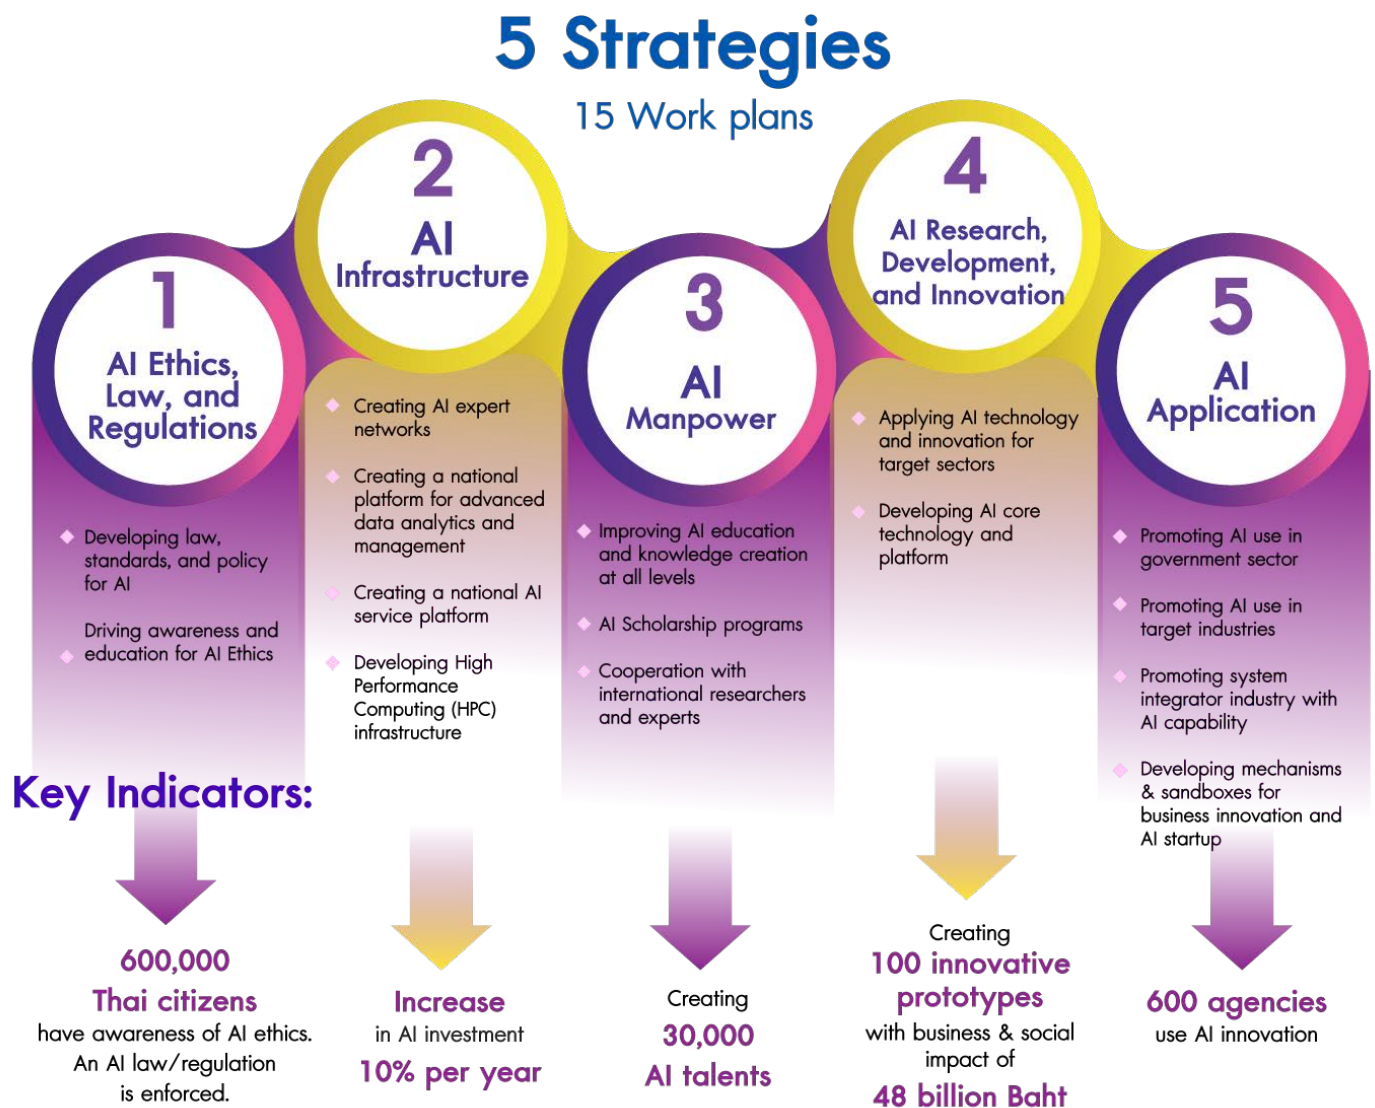 5 Strategies
15 Work plans
1
AI Ethics,
Law, and
Regulations
Developing law,
standards, and policy
for AI
Driving awareness and
education for AI Ethics
2
AI
Infrastructure
Creating AI expert
networks
Creating a national
platform for advanced
data analytics and
management
Creating a national AI
service platform
Developing High
Performance
Computing (HPC)
infrastructure
3
AI
Manpower
Improving AI education
and knowledge creation
at all levels
AI Scholarship programs
Cooperation with
international researchers
and experts
4
AI Research,
Development,
and Innovation
Applying AI technology
and innovation for
target sectors
Developing AI core
technology and
platform
5
AI
Application
Promoting AI use in
government sector
Promoting AI use in
target industries
Promoting system
integrator industry with
AI capability
Developing mechanisms
& sandboxes for
business innovation and
AI startup
Key Indicators:
600,000
Thai citizens
have awareness of AI ethics.
An AI law/regulation
is enforced.
Increase
in AI investment
10% per year
Creating
30,000
AI talents
Creating
100 innovative
prototypes
with business & social
impact of
48 billion Baht
600 agencies
use AI innovation